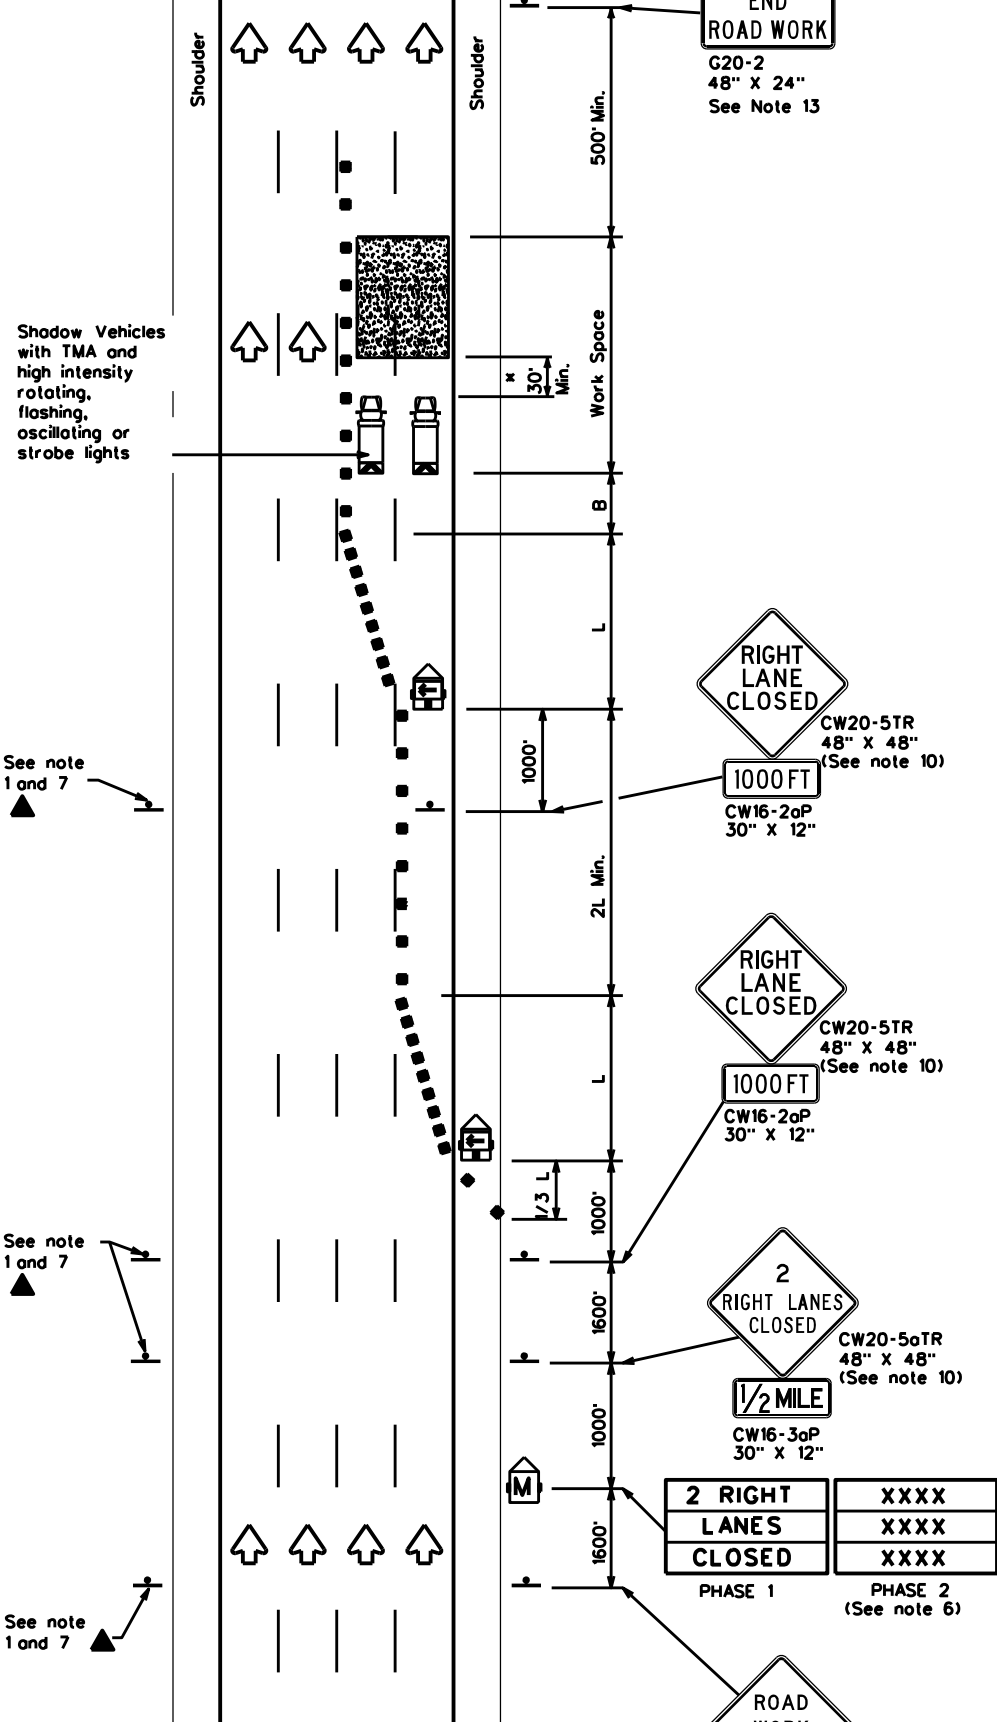 END
ROAD WORK
G20-2
48" X 24"
See Note 13
Shoulder
Shoulder
500' Min.
Shadow Vehicles
with TMA and
high intensity
rotating,
flashing,
oscillating or
strobe lights
x
30'
Min.
Work Space
B
L
RIGHT
LANE
CLOSED
CW20-5TR
48" X 48"
(See note 10)
1000 FT
CW16-2aP
30" X 12"
1000'
See note
1 and 7
2L Min.
RIGHT
LANE
CLOSED
CW20-5TR
48" X 48"
(See note 10)
1000 FT
CW16-2aP
30" X 12"
L
1/3 L
1000'
See note
1 and 7
2
RIGHT LANES
CLOSED
CW20-5aTR
48" X 48"
(See note 10)
1/2 MILE
CW16-3aP
30" X 12"
1600'
1000'
M
2 RIGHT
LANES
CLOSED
PHASE 1
XXXX
XXXX
XXXX
PHASE 2
(See note 6)
1600'
See note
1 and 7
ROAD
WORK